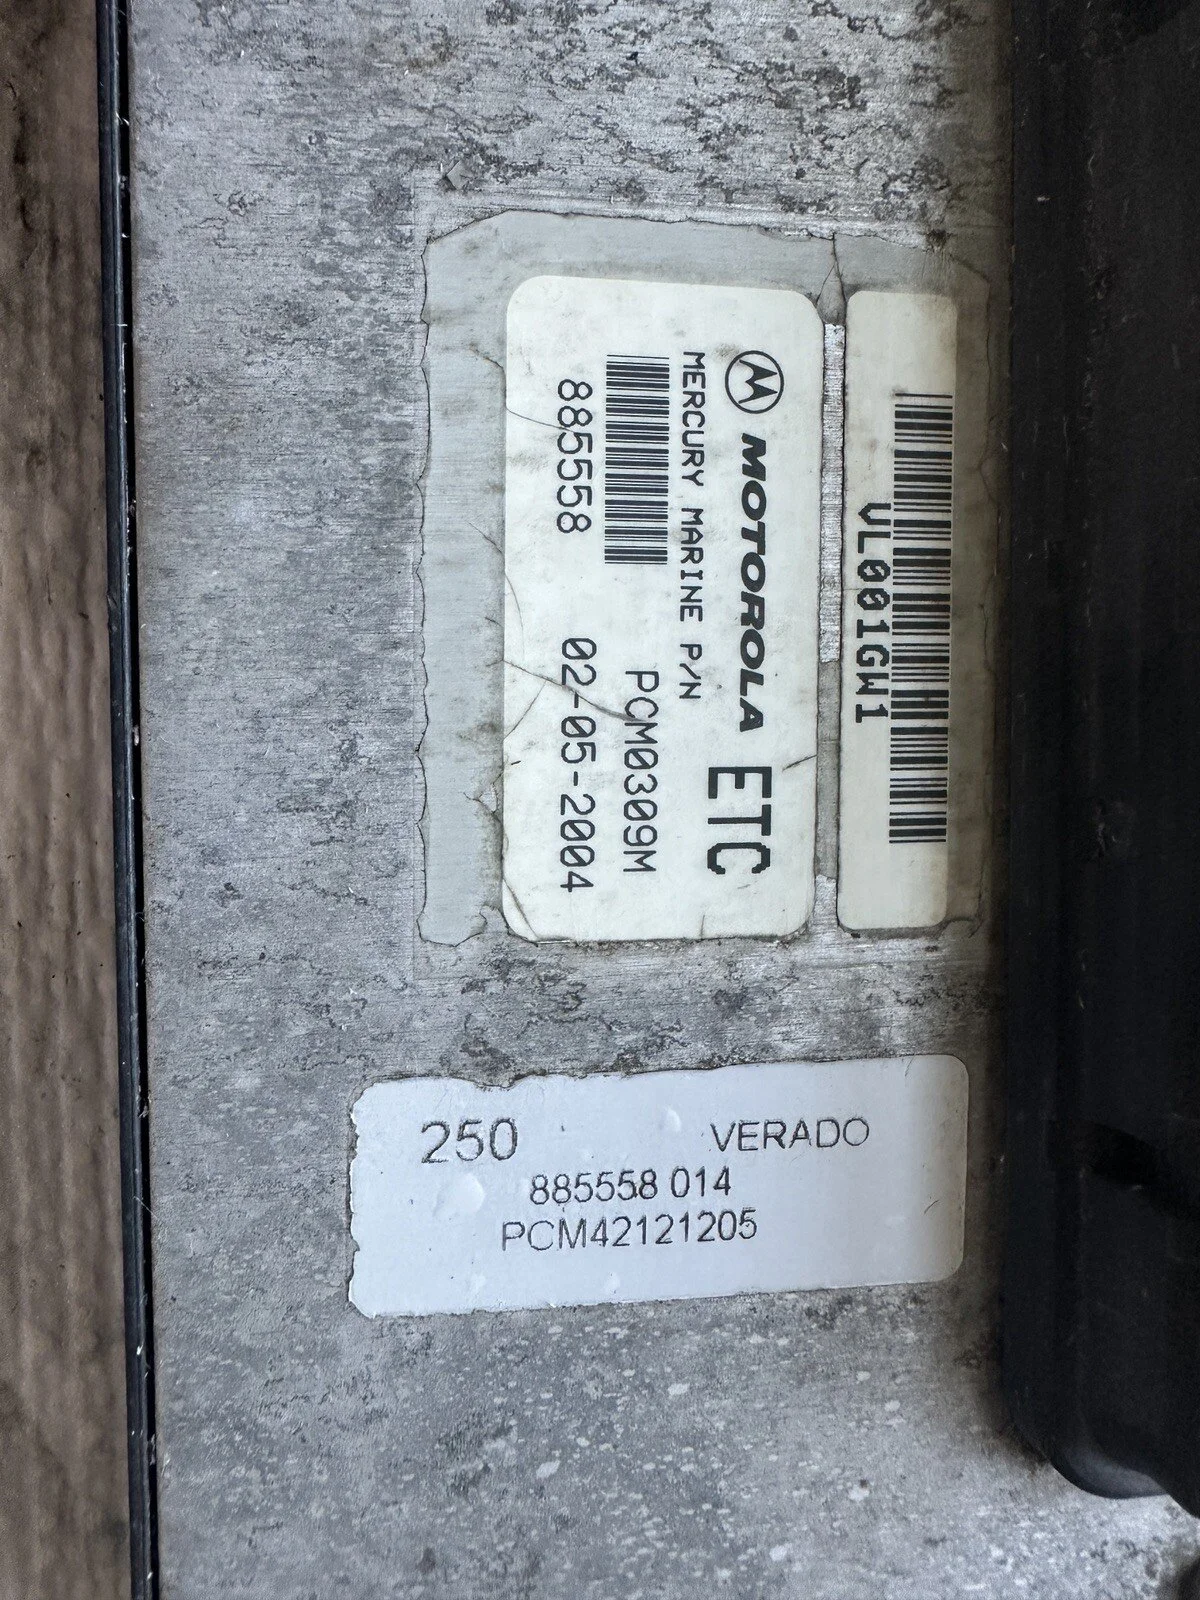 VL001GW1
MOTOROLA ETC
MERCURY MARINE P/N
PCM0309M
885558 02-05-2004
250 VERADO
885558 014
PCM42121205